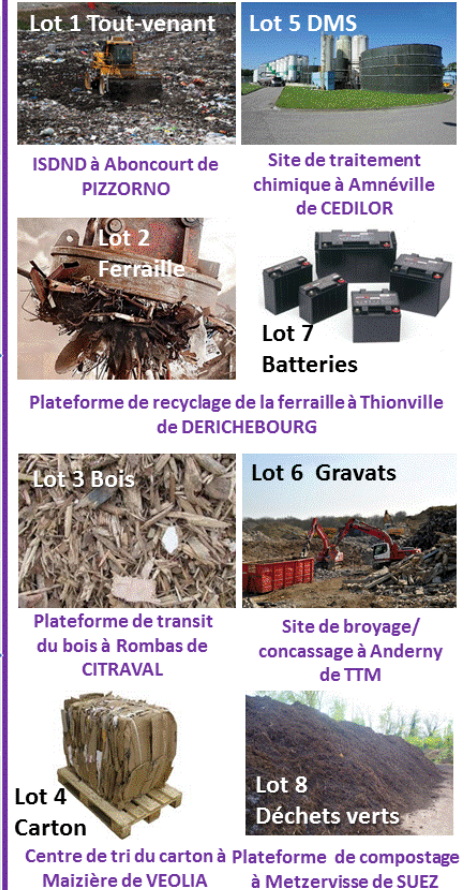 Lot 1 Tout-venant
ISDND à Aboncourt de
PIZZORNO
Lot 5 DMS
Site de traitement
chimique à Amnéville
de CEDILOR
Lot 2
Ferraille
Lot 7
Batteries
Plateforme de recyclage de la ferraille à Thionville
de DERICHEBOURG
Lot 3 Bois
Plateforme de transit
du bois à Rombas de
CITRAVAL
Lot 6 Gravats
Site de broyage/
concassage à Anderny
de TTM
Lot 4
Carton
Centre de tri du carton à
Maizière de VEOLIA
Lot 8
Déchets verts
Plateforme de compostage
à Metzervisse de SUEZ